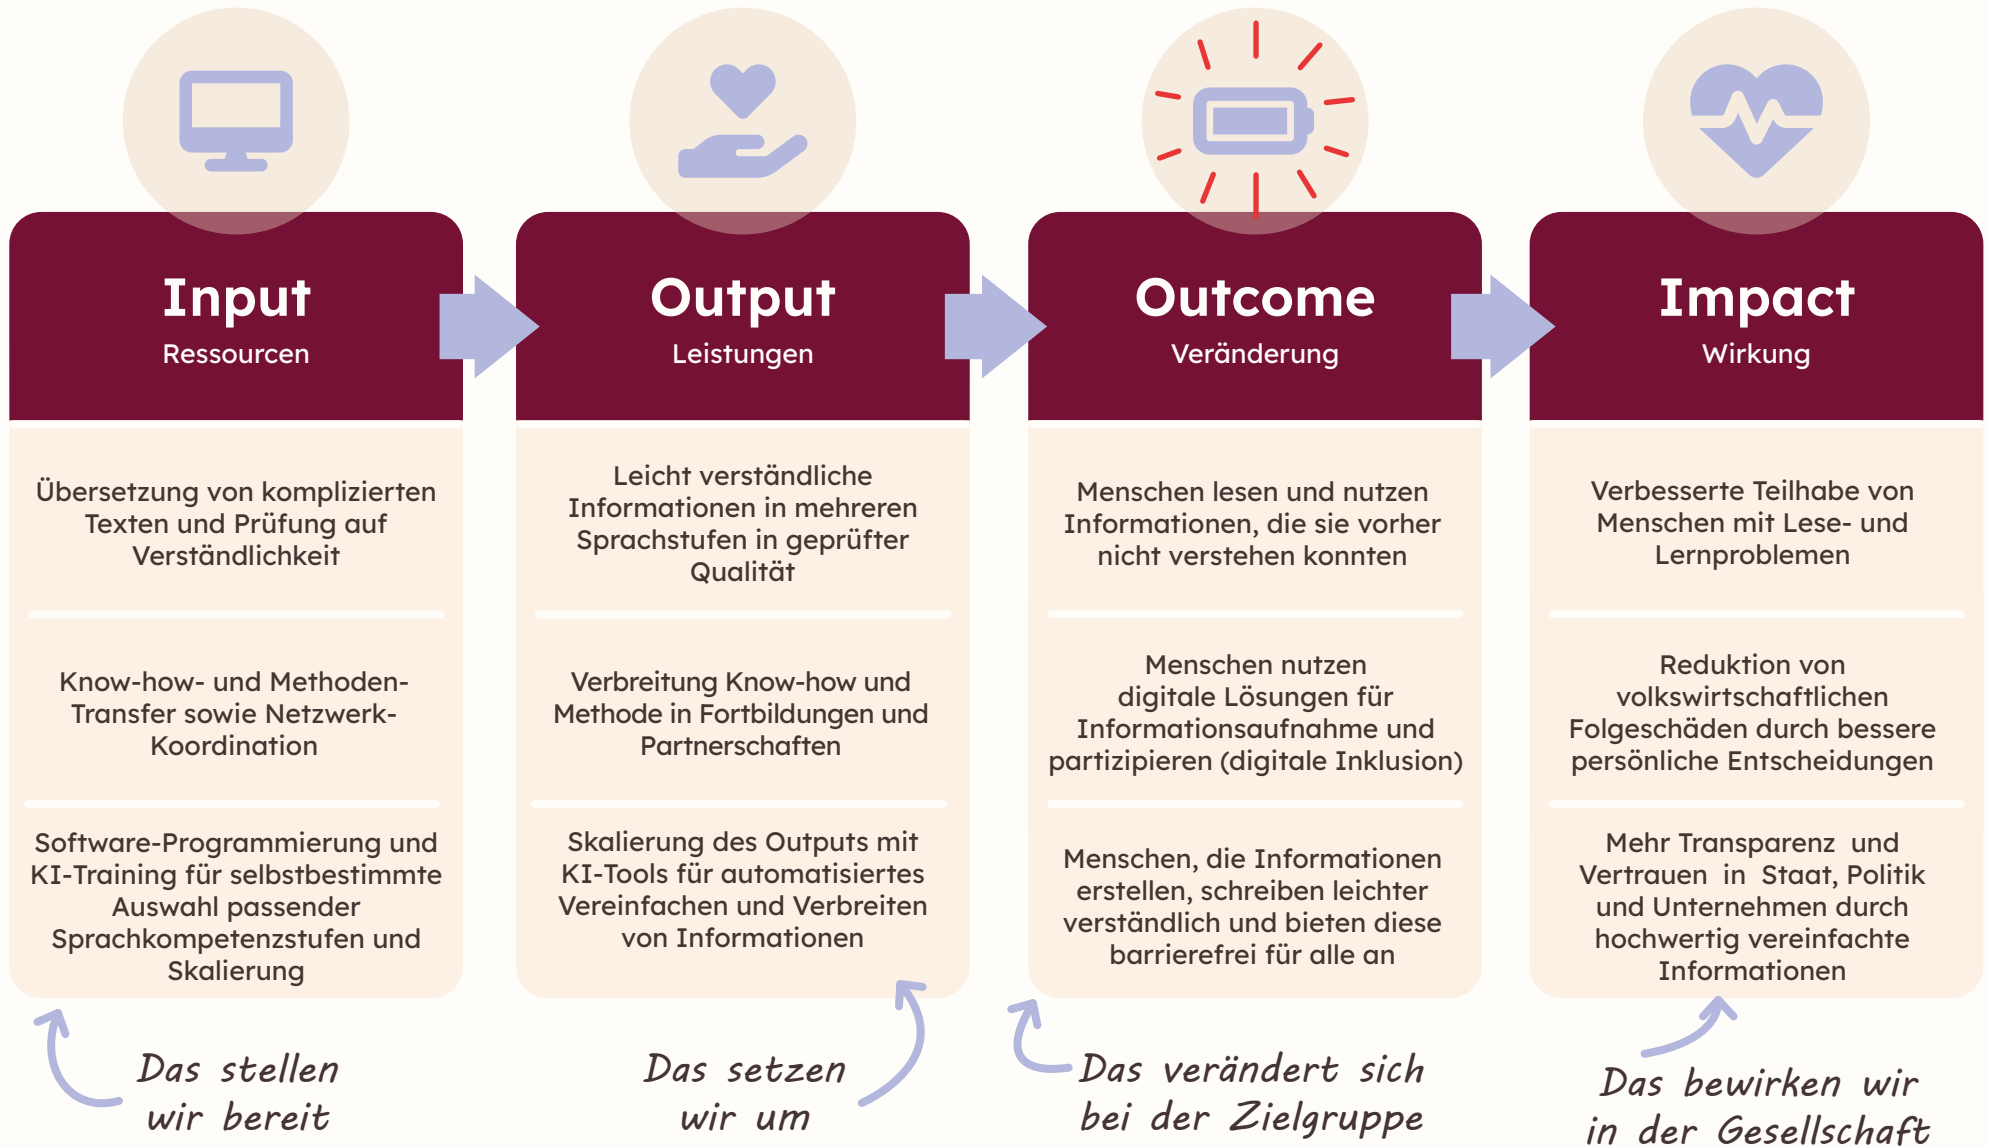 Input
Ressourcen
Übersetzung von komplizierten
Texten und Prüfung auf
Verständlichkeit
Know-how- und Methoden-
Transfer sowie Netzwerk-
Koordination
Software-Programmierung und
KI-Training für selbstbestimmte
Auswahl passender
Sprachkompetenzstufen und
Skalierung
Das stellen
wir bereit
Output
Leistungen
Leicht verständliche
Informationen in mehreren
Sprachstufen in geprüfter
Qualität
Verbreitung Know-how und
Methode in Fortbildungen und
Partnerschaften
Skalierung des Outputs mit
KI-Tools für automatisiertes
Vereinfachen und Verbreiten
von Informationen
Das setzen
wir um
Outcome
Veränderung
Menschen lesen und nutzen
Informationen, die sie vorher
nicht verstehen konnten
Menschen nutzen
digitale Lösungen für
Informationsaufnahme und
partizipieren (digitale Inklusion)
Menschen, die Informationen
erstellen, schreiben leichter
verständlich und bieten diese
barrierefrei für alle an
Das verändert sich
bei der Zielgruppe
Impact
Wirkung
Verbesserte Teilhabe von
Menschen mit Lese- und
Lernproblemen
Reduktion von
volkswirtschaftlichen
Folgeschäden durch bessere
persönliche Entscheidungen
Mehr Transparenz und
Vertrauen in Staat, Politik
und Unternehmen durch
hochwertig vereinfachte
Informationen
Das bewirken wir
in der Gesellschaft